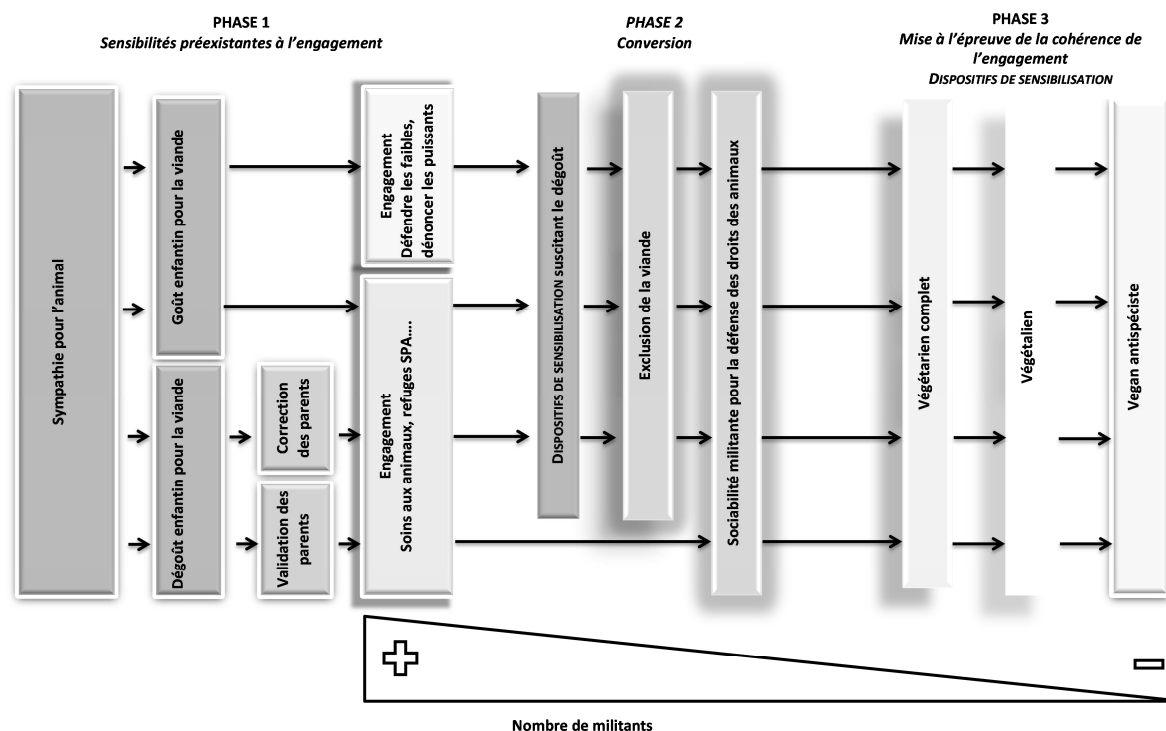 PHASE 1
Sensibilités préexistantes à l'engagement
PHASE 2
Conversion
PHASE 3
Mise à l'épreuve de la cohérence de
l'engagement
DISPOSITIFS DE SENSIBILISATION
Sympathie pour l'animal
Goût enfantin pour la viande
Dégoût enfantin pour la viande
Correction
des parents
Validation des
parents
Engagement
Défendre les faibles,
dénoncer les puissants
Engagement
Soins aux animaux, refuges SPA....
DISPOSITIFS DE SENSIBILISATION suscitant le dégoût
Exclusion de la viande
Sociabilité militante pour la défense des droits des animaux
Végétarien complet
Végétalien
Vegan antispéciste
+
-
Nombre de militants